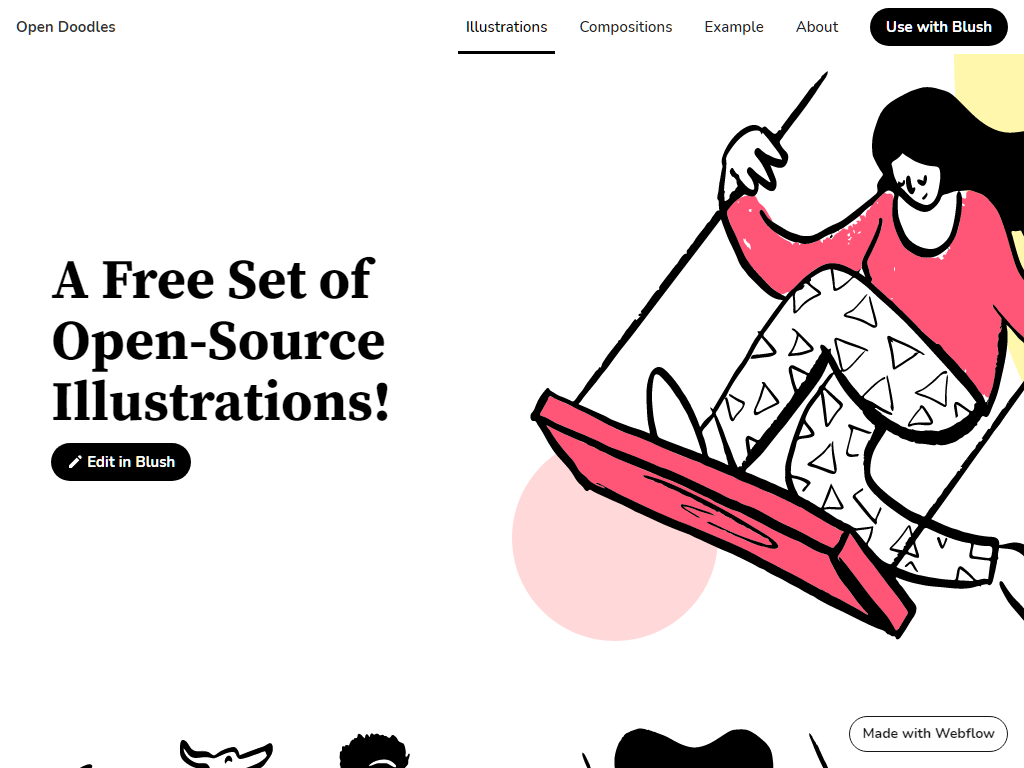 Open Doodles
Illustrations
Compositions
Example
About
Use with Blush
A Free Set of
Open-Source
Illustrations!
Edit in Blush
Made with Webflow